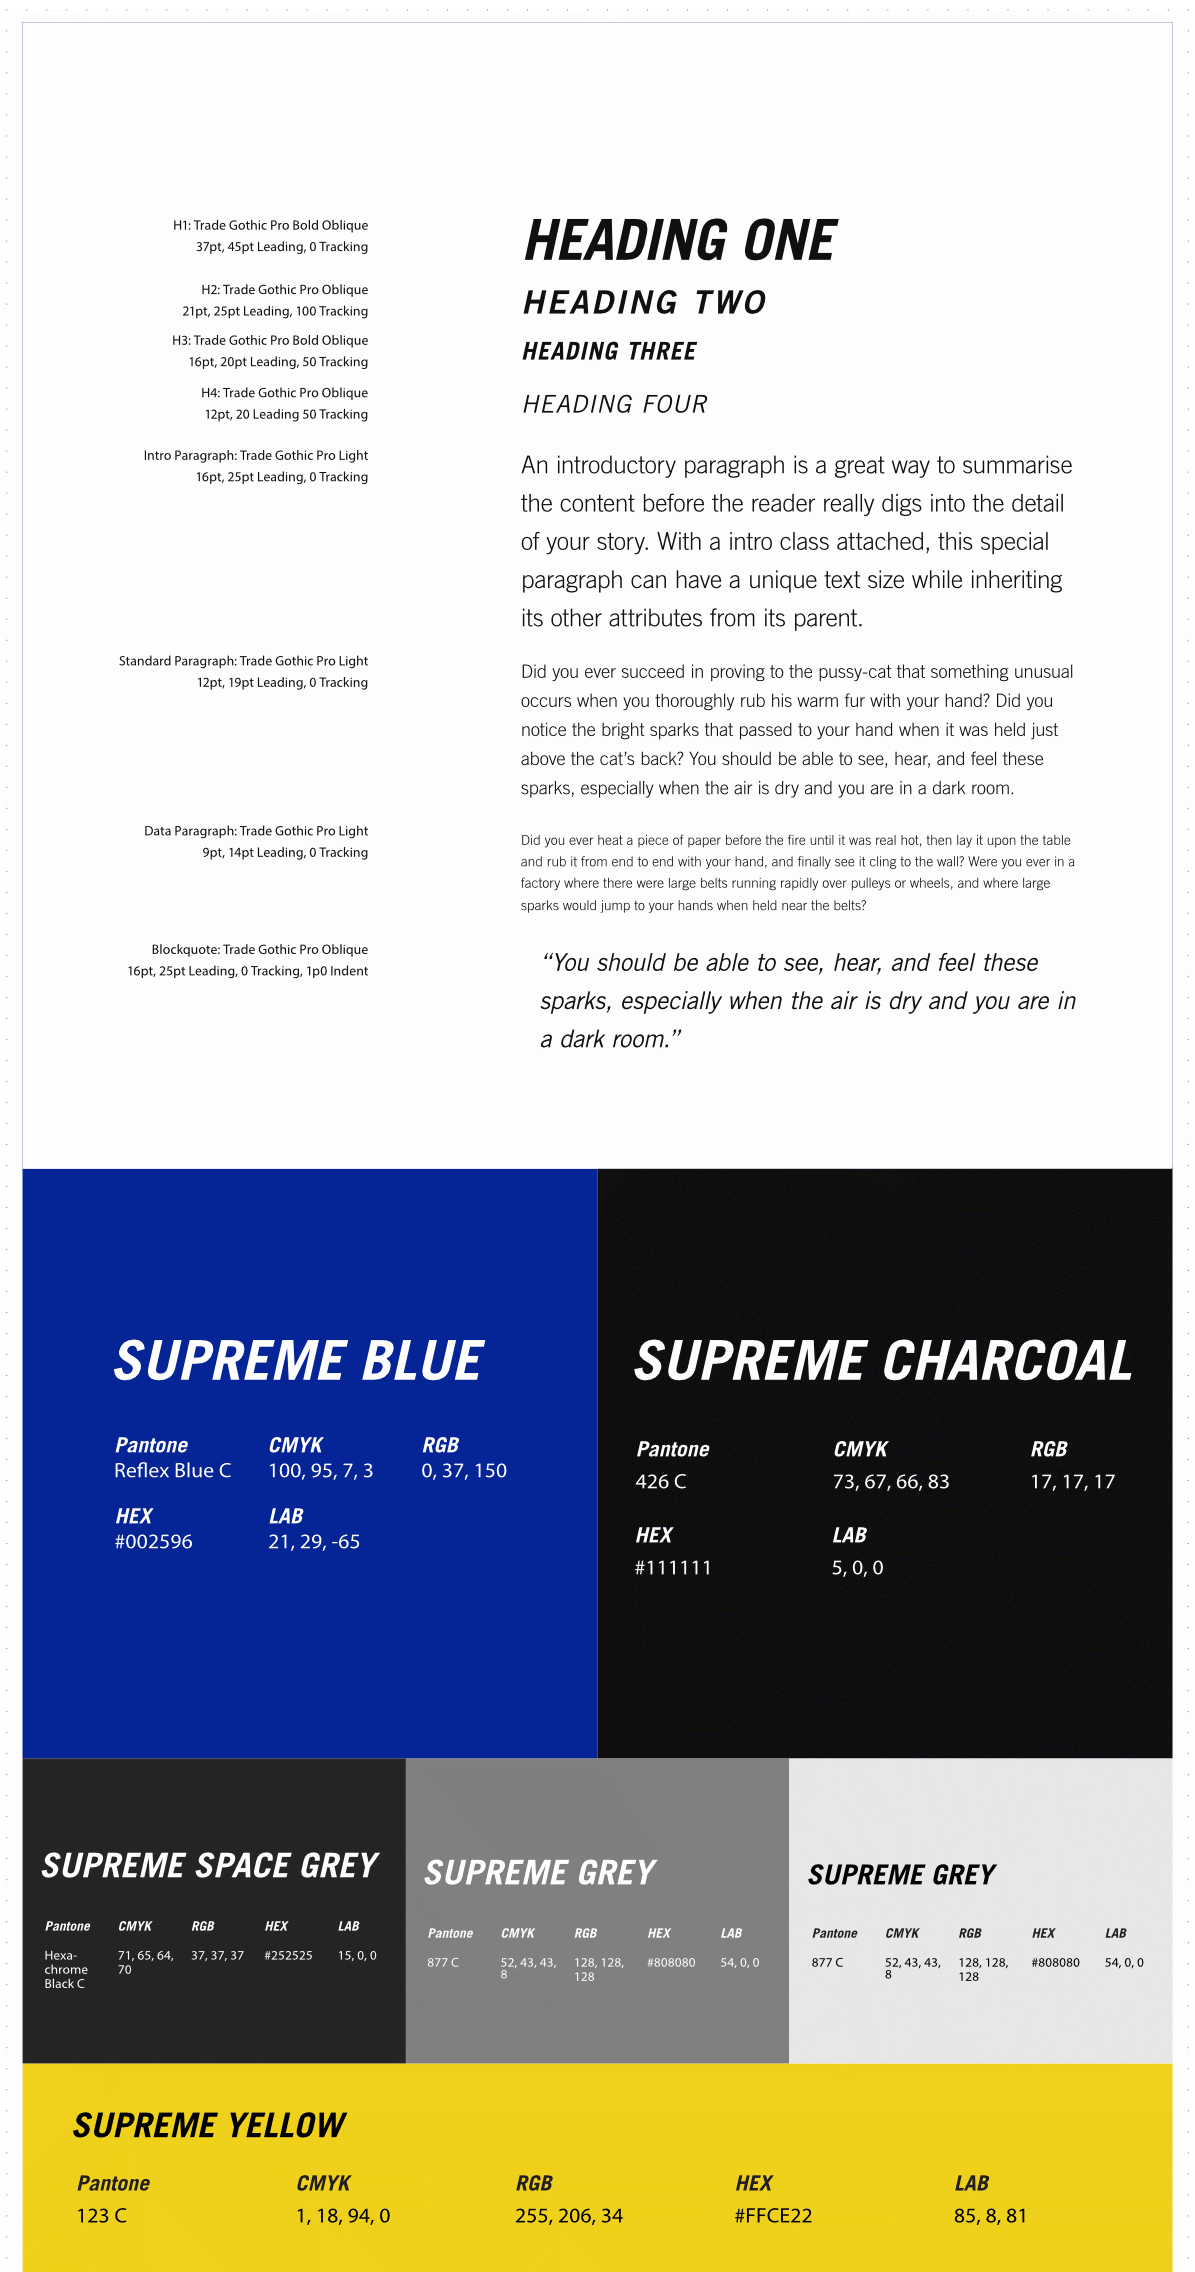 H1: Trade Gothic Pro Bold Oblique
37pt, 45pt Leading, 0 Tracking
HEADING ONE
H2: Trade Gothic Pro Oblique
21pt, 25pt Leading, 100 Tracking
HEADING TWO
H3: Trade Gothic Pro Bold Oblique
16pt, 20pt Leading, 50 Tracking
HEADING THREE
H4: Trade Gothic Pro Oblique
12pt, 20 Leading 50 Tracking
HEADING FOUR
Intro Paragraph: Trade Gothic Pro Light
16pt, 25pt Leading, 0 Tracking
An introductory paragraph is a great way to summarise
the content before the reader really digs into the detail
of your story. With a intro class attached, this special
paragraph can have a unique text size while inheriting
its other attributes from its parent.
Standard Paragraph: Trade Gothic Pro Light
12pt, 19pt Leading, 0 Tracking
Did you ever succeed in proving to the pussy-cat that something unusual
occurs when you thoroughly rub his warm fur with your hand? Did you
notice the bright sparks that passed to your hand when it was held just
above the cat’s back? You should be able to see, hear, and feel these
sparks, especially when the air is dry and you are in a dark room.
Data Paragraph: Trade Gothic Pro Light
9pt, 14pt Leading, 0 Tracking
Did you ever heat a piece of paper before the fire until it was real hot, then lay it upon the table
and rub it from end to end with your hand, and finally see it cling to the wall? Were you ever in a
factory where there were large belts running rapidly over pulleys or wheels, and where large
sparks would jump to your hands when held near the belts?
Blockquote: Trade Gothic Pro Oblique
16pt, 25pt Leading, 0 Tracking, 1p0 Indent
“You should be able to see, hear, and feel these
sparks, especially when the air is dry and you are in
a dark room.”
SUPREME BLUE
Pantone CMYK RGB
Reflex Blue C 100, 95, 7, 3 0, 37, 150
HEX LAB
#002596 21, 29, -65
SUPREME CHARCOAL
Pantone CMYK RGB
426 C 73, 67, 66, 83 17, 17, 17
HEX LAB
#111111 5, 0, 0
SUPREME SPACE GREY
Pantone CMYK RGB HEX LAB
Hexa- 71, 65, 64, 37, 37, 37 #252525 15, 0, 0
chrome 70
Black C
SUPREME GREY
Pantone CMYK RGB HEX LAB
877 C 52, 43, 43, 128, 128, #808080 54, 0, 0
8 128
SUPREME GREY
Pantone CMYK RGB HEX LAB
877 C 52, 43, 43, 128, 128, #808080 54, 0, 0
8 128
SUPREME YELLOW
Pantone CMYK RGB HEX LAB
123 C 1, 18, 94, 0 255, 206, 34 #FFCE22 85, 8, 81